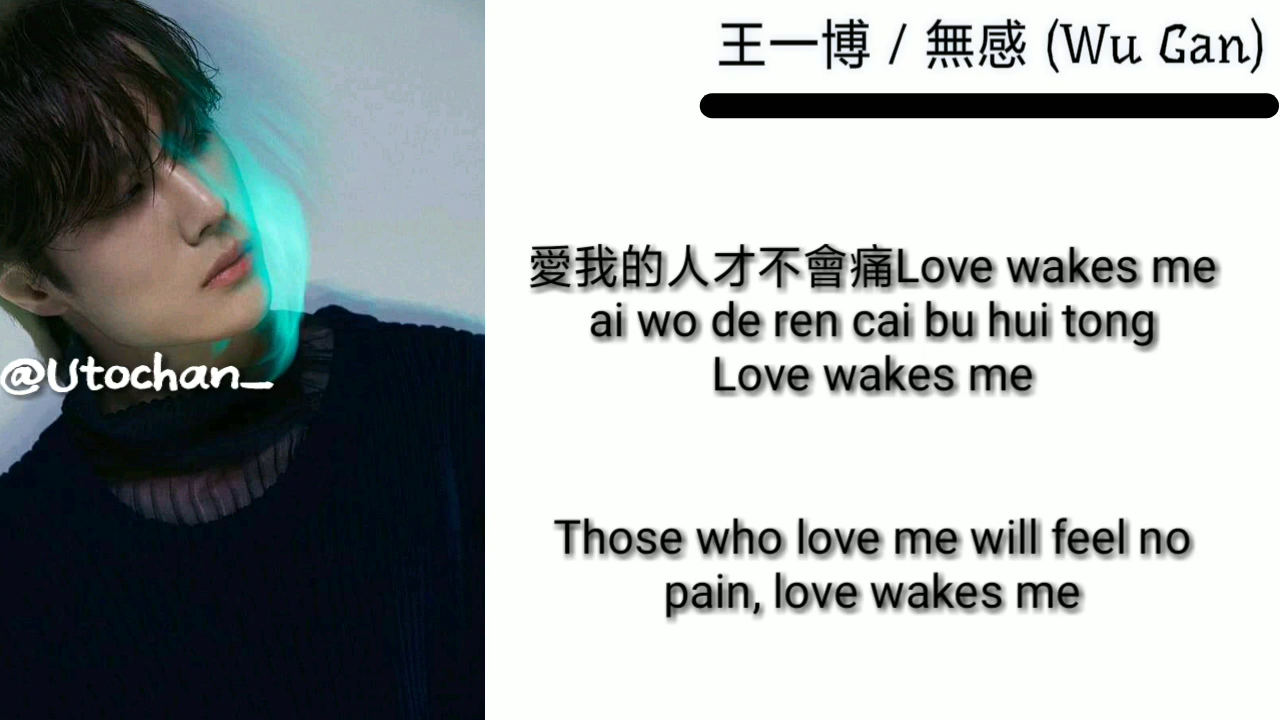 王一博 / 無感 (Wu Gan)
愛我的人才不會痛Love wakes me
ai wo de ren cai bu hui tong
Love wakes me
@Utochan_
Those who love me will feel no
pain, love wakes me